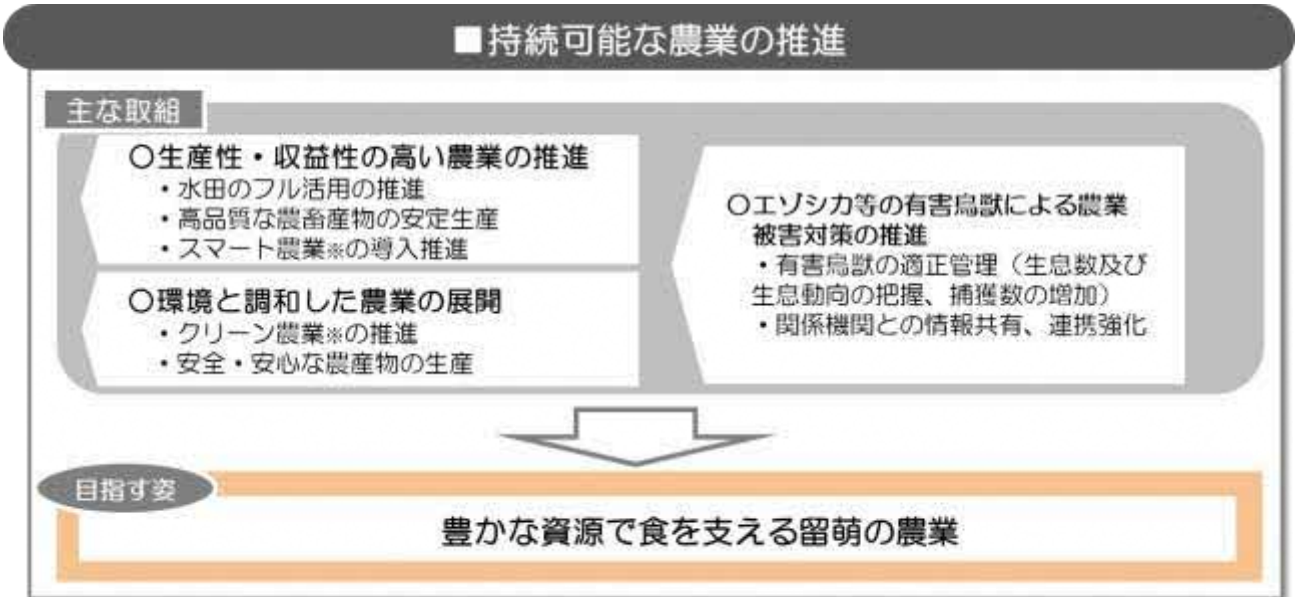 ■持続可能な農業の推進
主な取組
○生産性・収益性の高い農業の推進
・水田のフル活用の推進
・高品質な農畜産物の安定生産
・スマート農業※の導入推進
○環境と調和した農業の展開
・クリーン農業※の推進
・安全・安心な農産物の生産
○エゾシカ等の有害鳥獣による農業
被害対策の推進
・有害鳥獣の適正管理（生息数及び
生息動向の把握、捕獲数の増加）
・関係機関との情報共有、連携強化
目指す姿
豊かな資源で食を支える留萌の農業